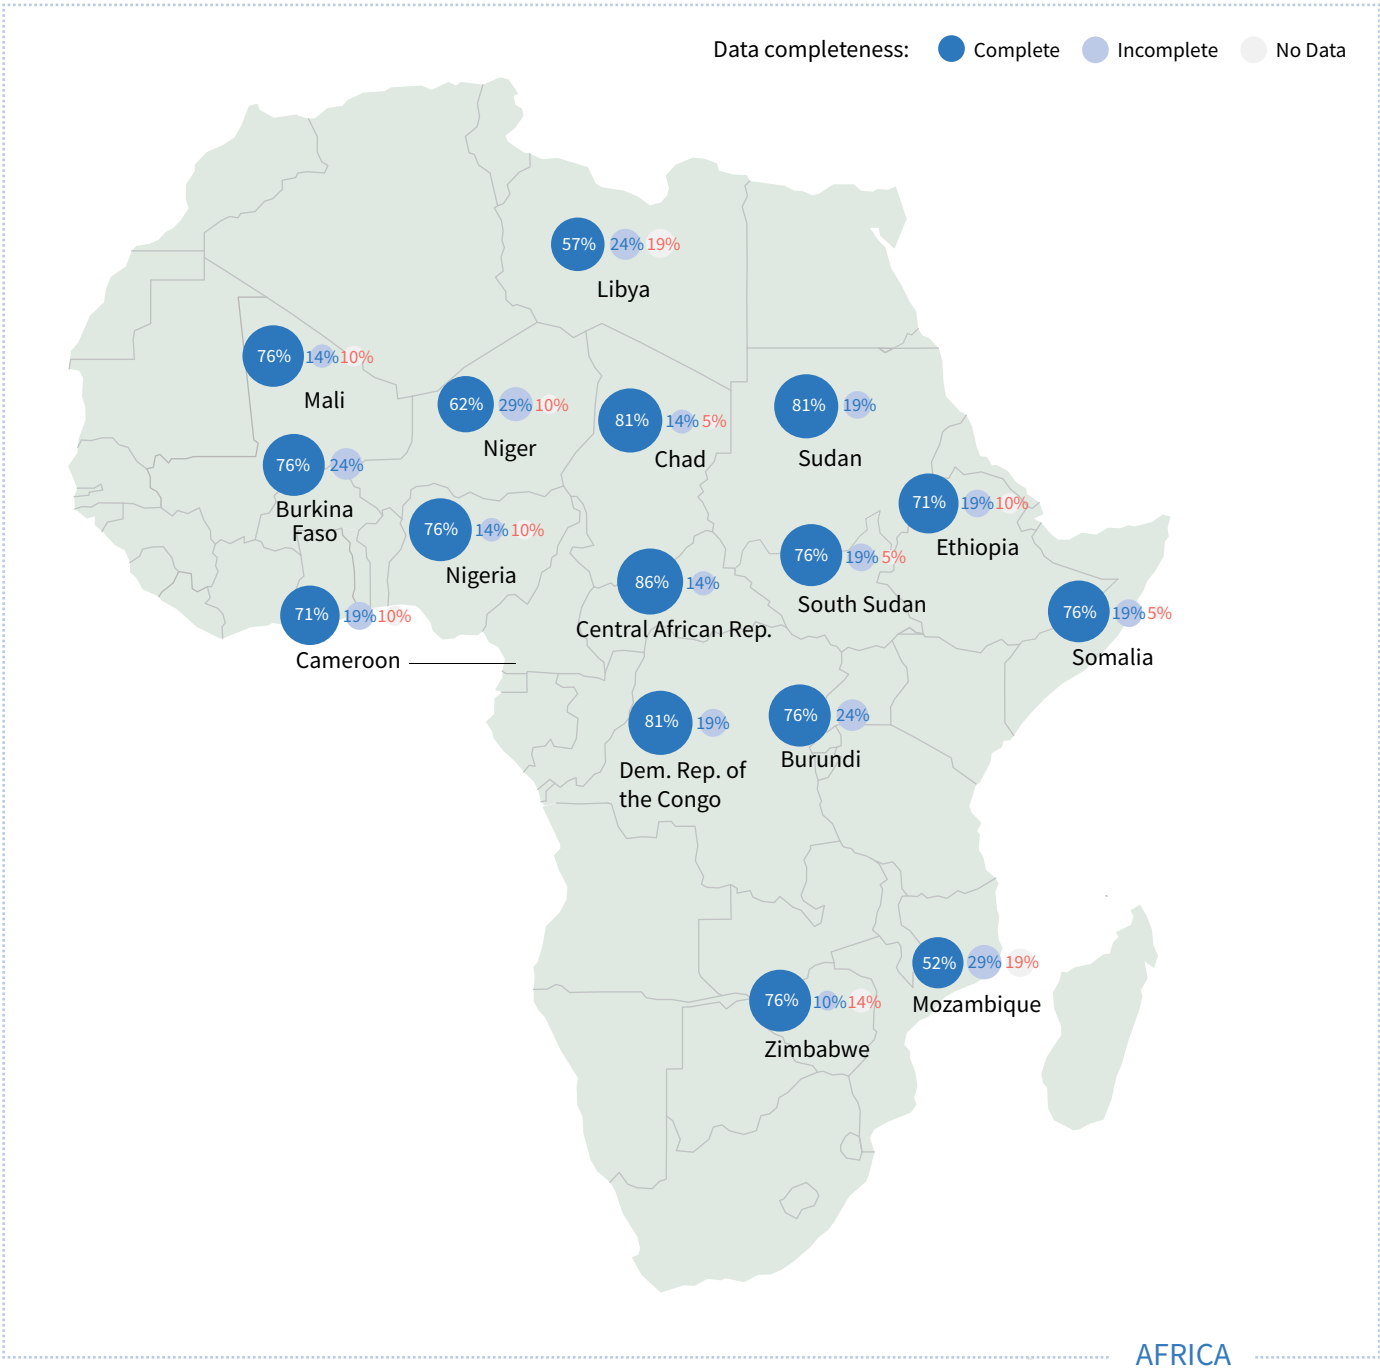 Data completeness: Complete Incomplete No Data
57% 24% 19%
Libya
76% 14% 10%
Mali
62% 29% 10%
Niger
81% 14% 5%
Chad
81% 19%
Sudan
76% 24%
Burkina
Faso
76% 14% 10%
Nigeria
71% 19% 10%
Ethiopia
76% 19% 5%
South Sudan
86% 14%
Central African Rep.
71% 19% 10%
Cameroon
76% 19% 5%
Somalia
81% 19%
Dem. Rep. of
the Congo
76% 24%
Burundi
52% 29% 19%
Mozambique
76% 10% 14%
Zimbabwe
AFRICA